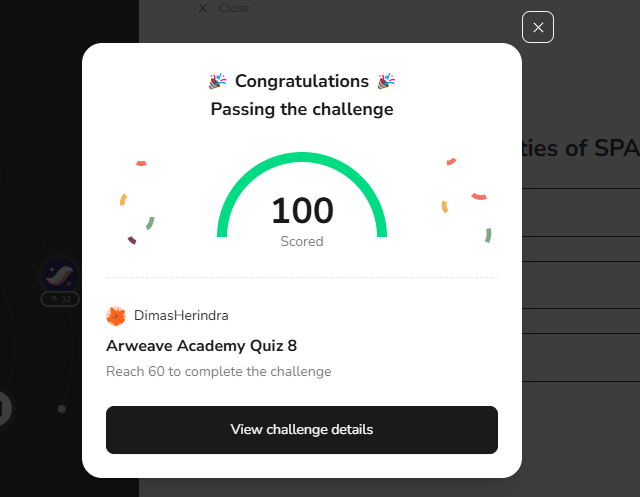 Close
🎉 Congratulations 🎉
Passing the challenge
ties of SPA
100
Scored
32
DimasHerindra
Arweave Academy Quiz 8
Reach 60 to complete the challenge
View challenge details